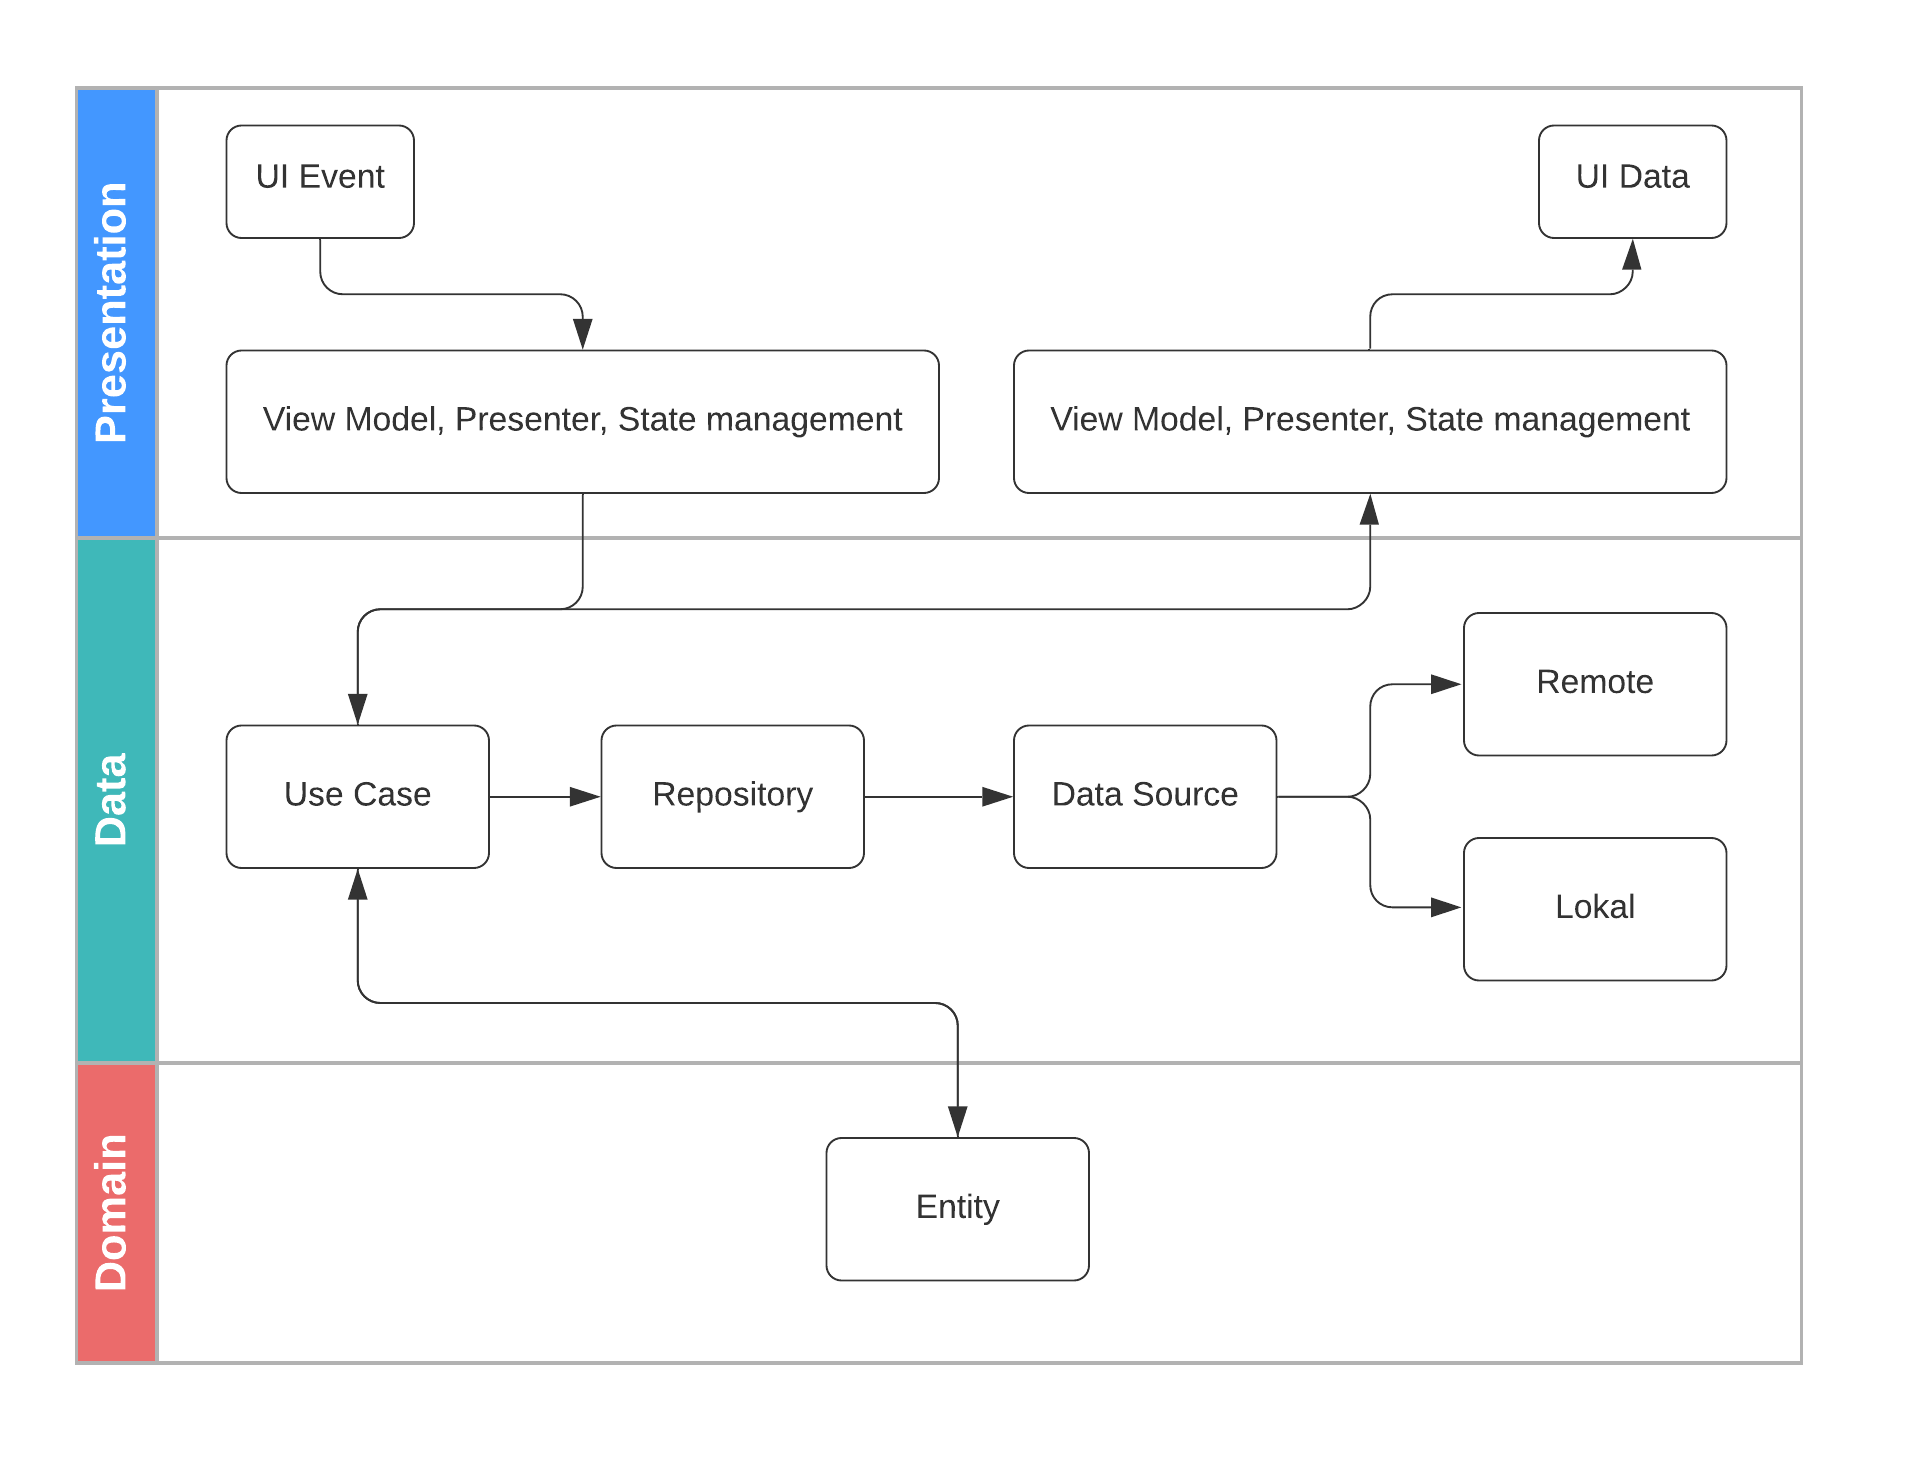 Presentation
UI Event
UI Data
View Model, Presenter, State management
View Model, Presenter, State management
Data
Use Case
Repository
Data Source
Remote
Lokal
Domain
Entity